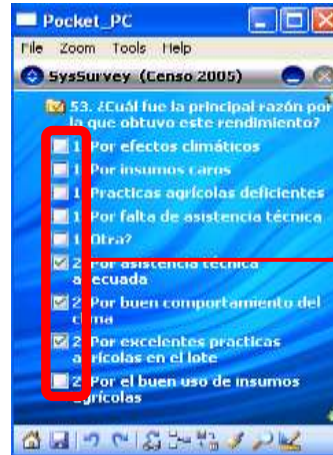 Pocket_PC
File Zoom Tools Help
SysSurvey (Censo 2005)
53. ¿Cuál fue la principal razón por
la que obtuvo este rendimiento?
1 Por efectos climáticos
1 Por insumos caros
1 Practicas agrícolas deficientes
1 Por falta de asistencia técnica
1 Otra?
2 Por asistencia técnica
adecuada
2 Por buen comportamiento del
clima
2 Por excelentes practicas
agrícolas en el lote
2 Por el buen uso de insumos
agrícolas